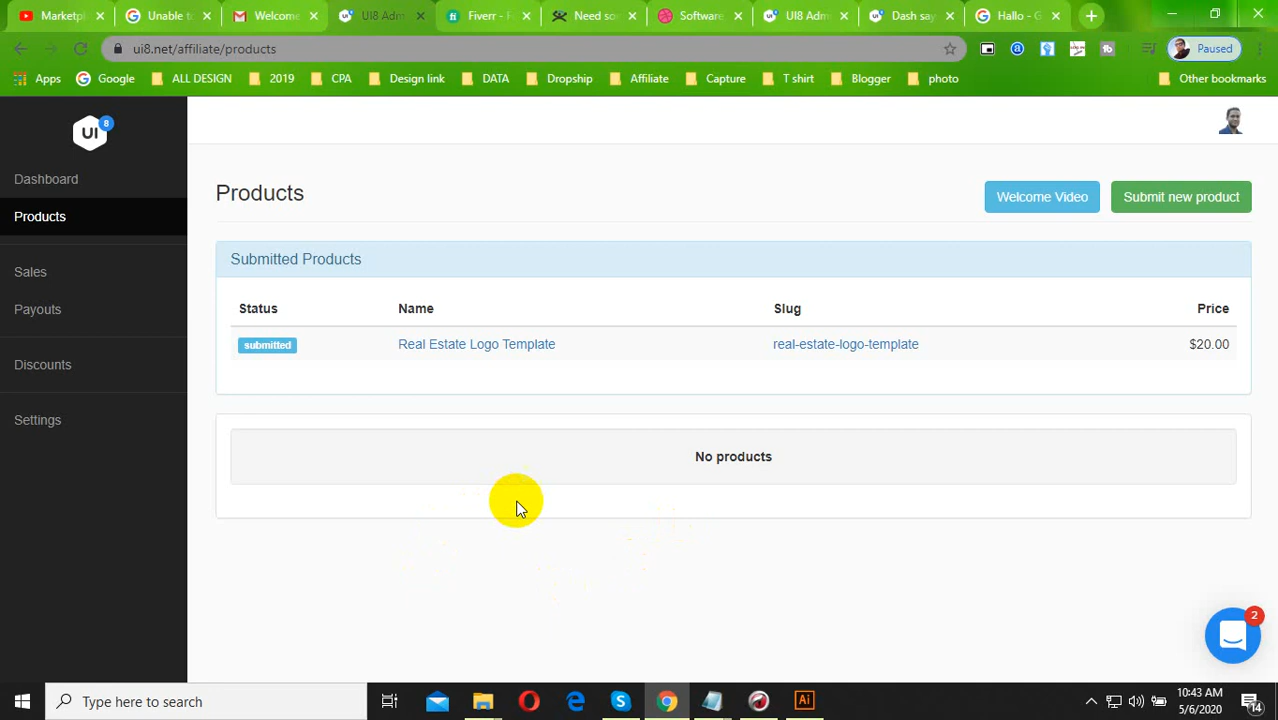 Marketpl
Unable to
Welcome
UI8 Adm
Fiverr - F
Need so
Software
UI8 Adm
Dash say
Hallo - G
ui8.net/affiliate/products
Paused
Apps Google ALL DESIGN 2019 CPA Design link DATA Dropship Affiliate Capture T shirt Blogger photo Other bookmarks
UI 8
Dashboard
Products
Sales
Payouts
Discounts
Settings
Products
Welcome Video
Submit new product
Submitted Products
Status Name Slug Price
submitted Real Estate Logo Template real-estate-logo-template $20.00
No products
2
Type here to search
Ai
10:43 AM
5/6/2020
14